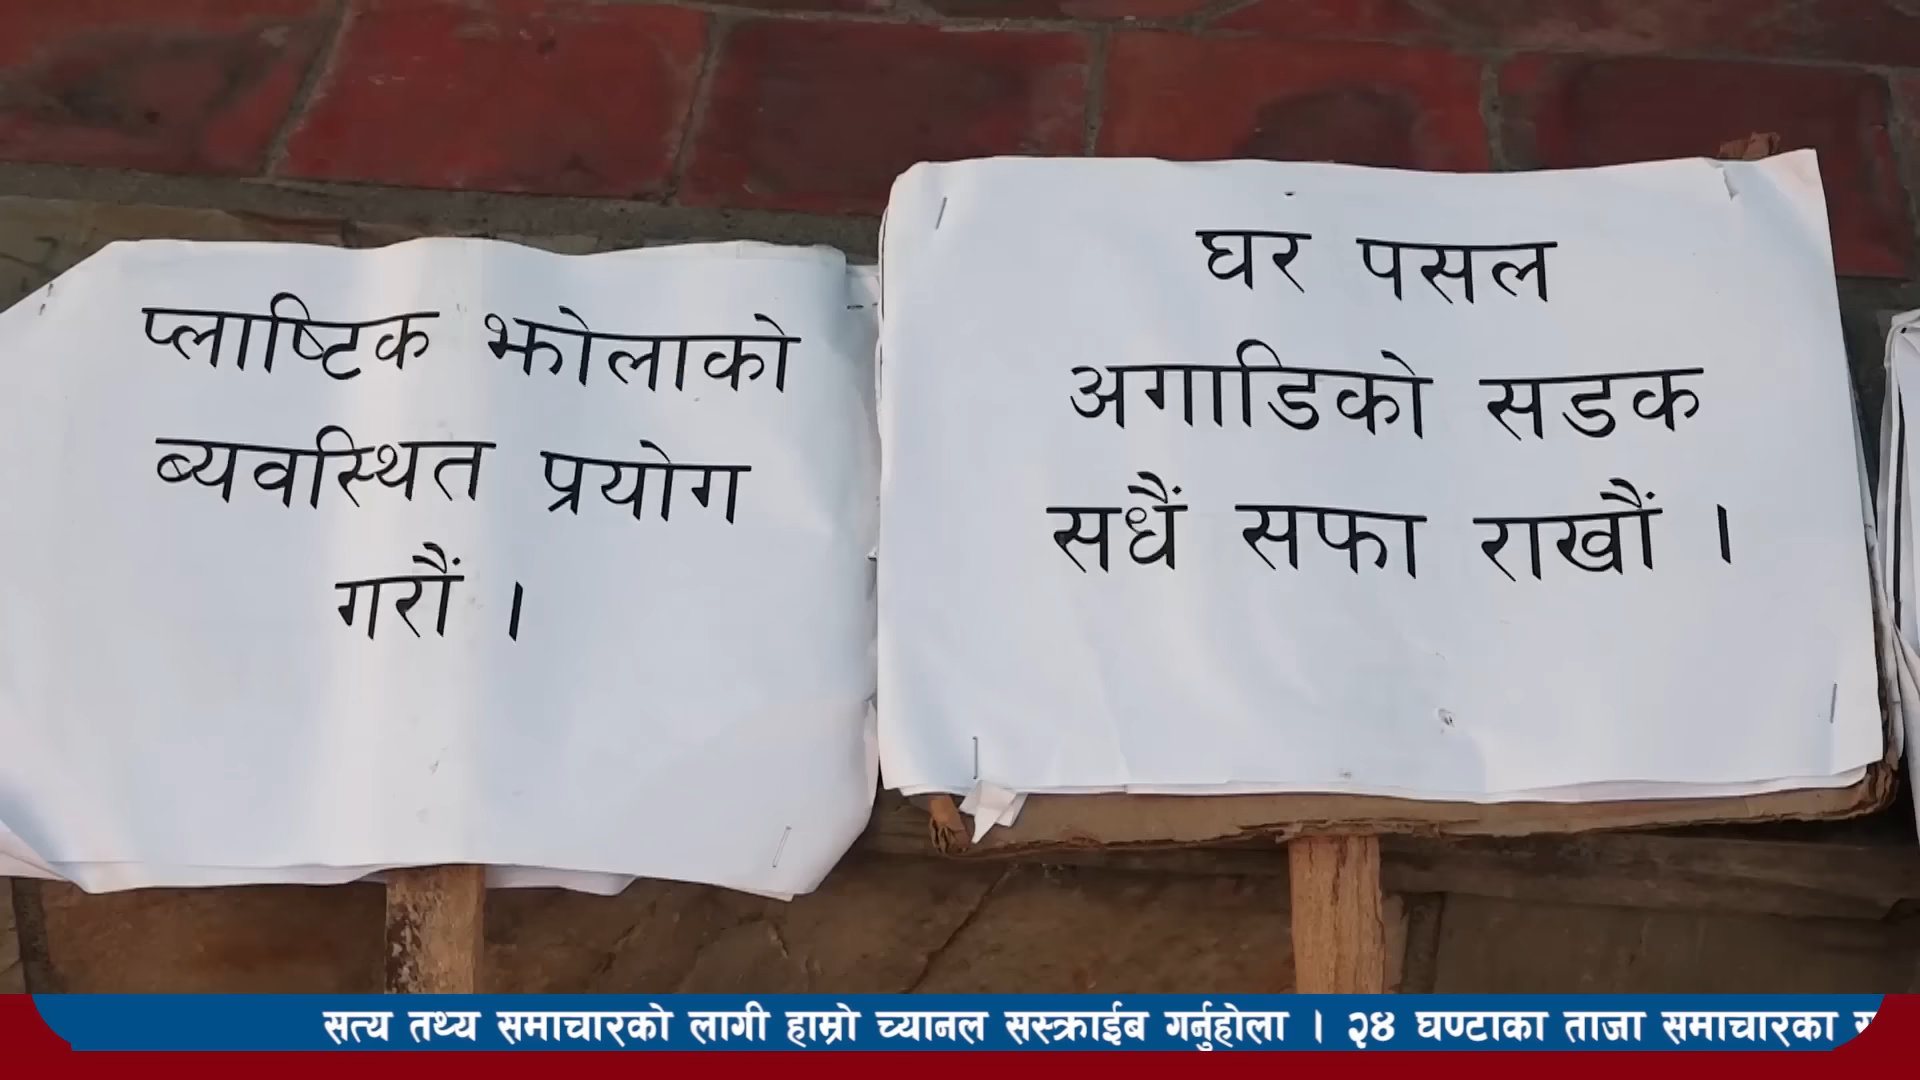 प्लाष्टिक झोलाको
ब्यवस्थित प्रयोग
गरौं ।
घर पसल
अगाडिको सडक
सधैं सफा राखौं ।
सत्य तथ्य समाचारको लागी हाम्रो च्यानल सस्क्राईब गर्नुहोला । २४ घण्टाका ताजा समाचारका